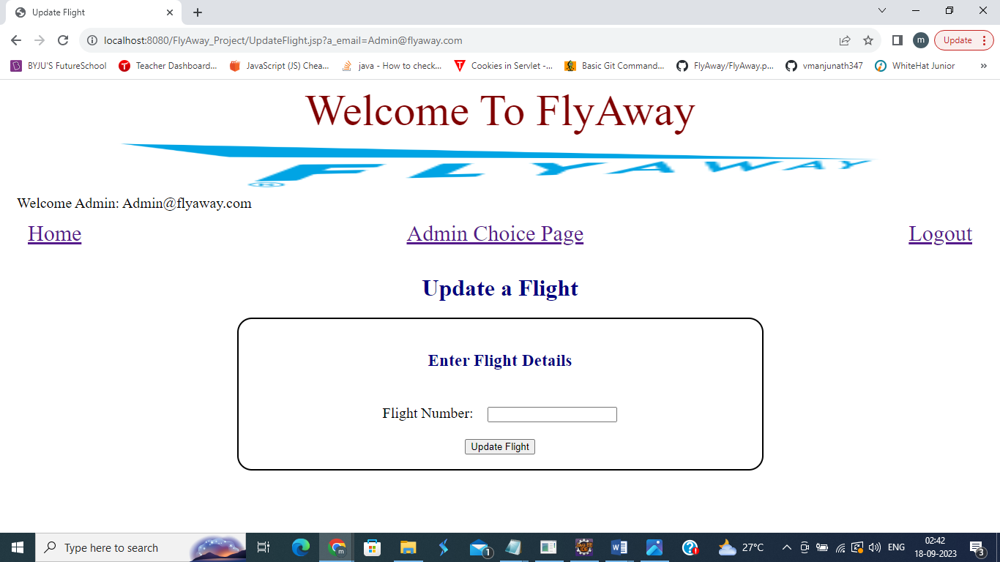 Update Flight
localhost:8080/FlyAway_Project/UpdateFlight.jsp?a_email=Admin@flyaway.com
m
Update
BYJU'S FutureSchool
Teacher Dashboard...
JavaScript (JS) Chea...
java - How to check...
Cookies in Servlet -...
Basic Git Command...
FlyAway/FlyAway.p...
vmanjunath347
WhiteHat Junior
»
Welcome To FlyAway
FLYAWAY
®
Welcome Admin: Admin@flyaway.com
Home Admin Choice Page Logout
Update a Flight
Enter Flight Details
Flight Number:
Update Flight
Type here to search
m
1
27°C
ENG
02:42
18-09-2023
3